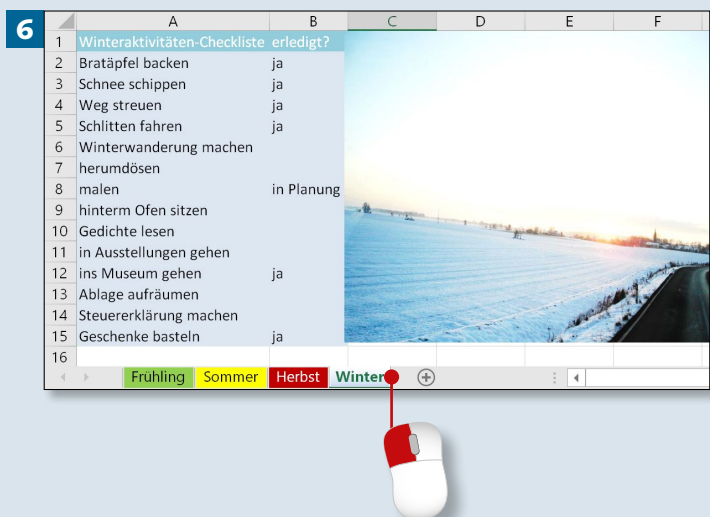 6
A B C D E F
1 Winteraktivitäten-Checkliste erledigt?
2 Bratäpfel backen ja
3 Schnee schippen ja
4 Weg streuen ja
5 Schlitten fahren ja
6 Winterwanderung machen
7 herumdösen
8 malen in Planung
9 hinterm Ofen sitzen
10 Gedichte lesen
11 in Ausstellungen gehen
12 ins Museum gehen ja
13 Ablage aufräumen
14 Steuererklärung machen
15 Geschenke basteln ja
16
Frühling Sommer Herbst Winter